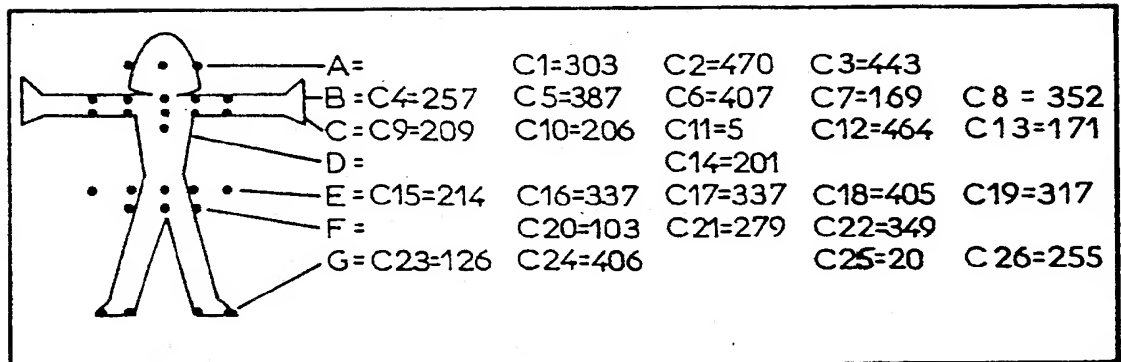 A= C1=303 C2=470 C3=443
B=C4=257 C5=387 C6=407 C7=169 C8 = 352
C=C9=209 C10=206 C11=5 C12=464 C13=171
D= C14=201
E=C15=214 C16=337 C17=337 C18=405 C19=317
F= C20=103 C21=279 C22=349
G=C23=126 C24=406 C25=20 C26=255